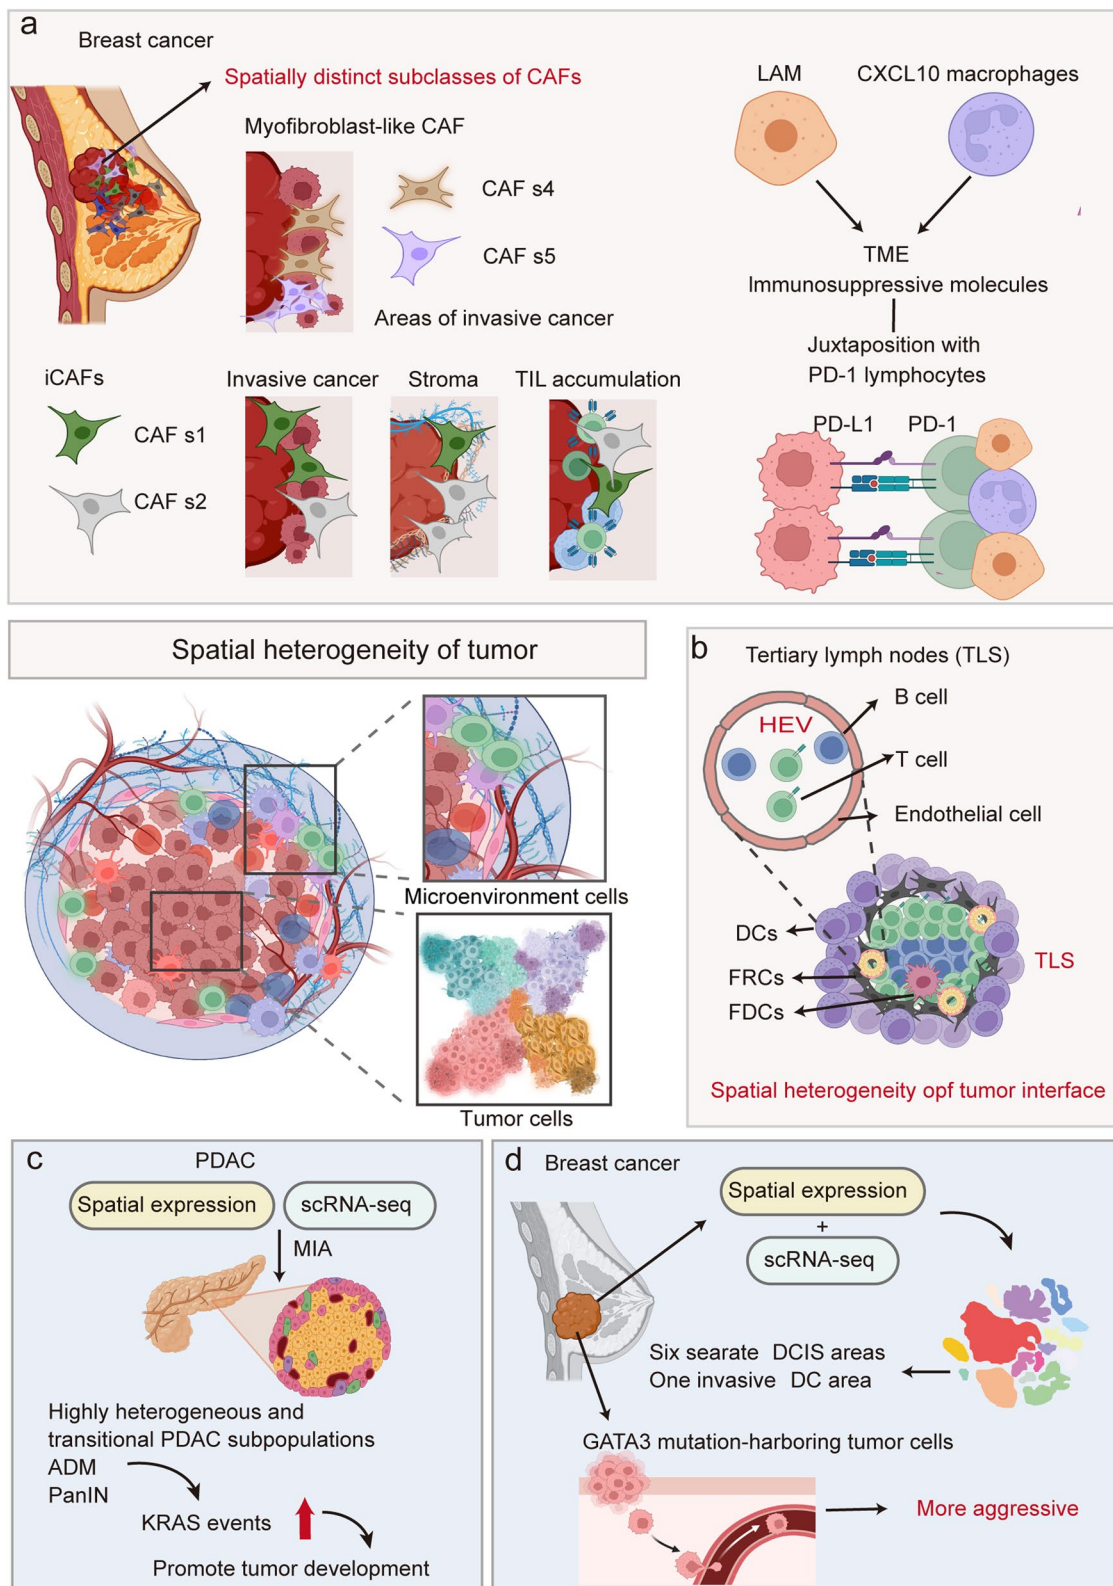 a
Breast cancer
Spatially distinct subclasses of CAFs
Myofibroblast-like CAF
CAF s4
CAF s5
Areas of invasive cancer
LAM
CXCL10 macrophages
TME
Immunosuppressive molecules
Juxtaposition with
PD-1 lymphocytes
PD-L1
PD-1
iCAFs
CAF s1
CAF s2
Invasive cancer
Stroma
TIL accumulation
Spatial heterogeneity of tumor
Microenvironment cells
Tumor cells
b
Tertiary lymph nodes (TLS)
HEV
B cell
T cell
Endothelial cell
DCs
FRCs
FDCs
TLS
Spatial heterogeneity opf tumor interface
c
PDAC
Spatial expression
scRNA-seq
MIA
Highly heterogeneous and
transitional PDAC subpopulations
ADM
PanIN
KRAS events
Promote tumor development
d
Breast cancer
Spatial expression
+
scRNA-seq
Six searate DCIS areas
One invasive DC area
GATA3 mutation-harboring tumor cells
More aggressive